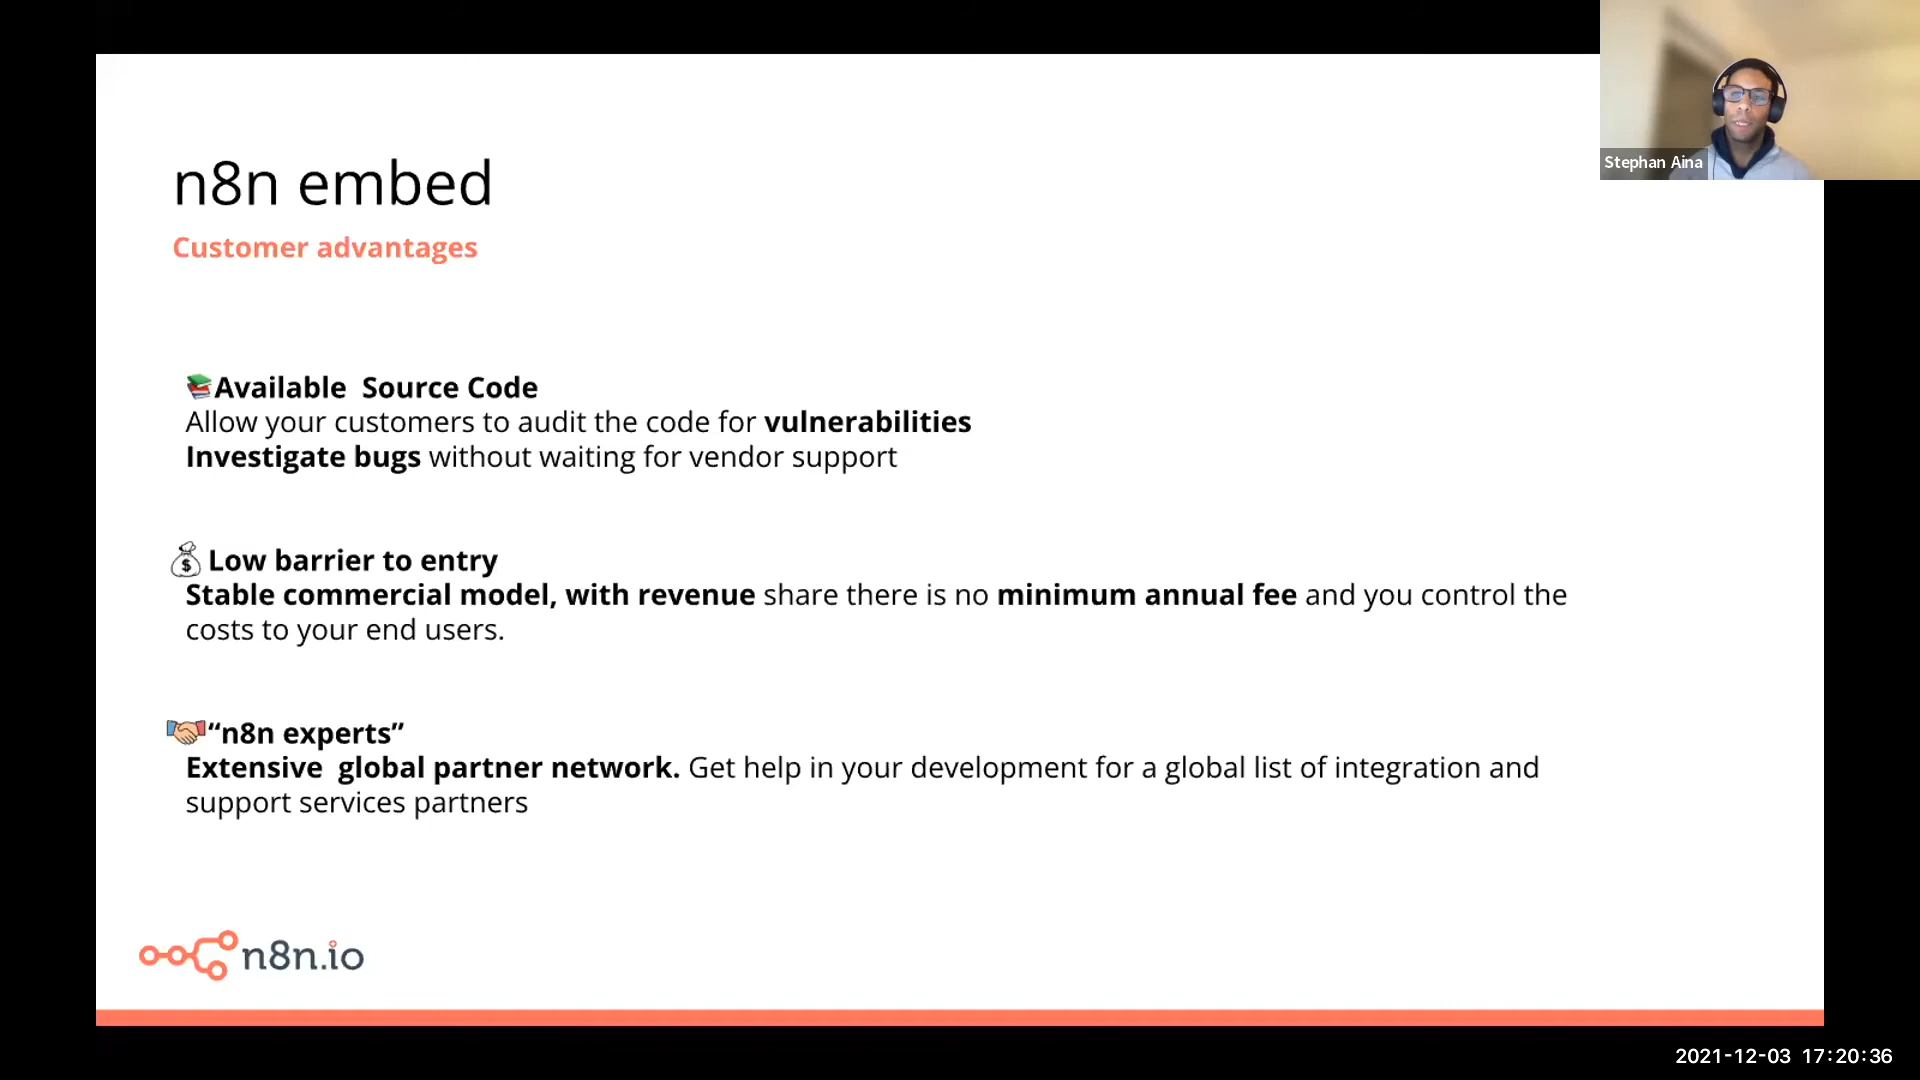 Stephan Aina
n8n embed
Customer advantages
📚Available  Source Code
Allow your customers to audit the code for vulnerabilities
Investigate bugs without waiting for vendor support
💰 Low barrier to entry
Stable commercial model, with revenue share there is no minimum annual fee and you control the
costs to your end users.
🤝“n8n experts”
Extensive  global partner network. Get help in your development for a global list of integration and
support services partners
n8n.io
2021-12-03 17:20:36